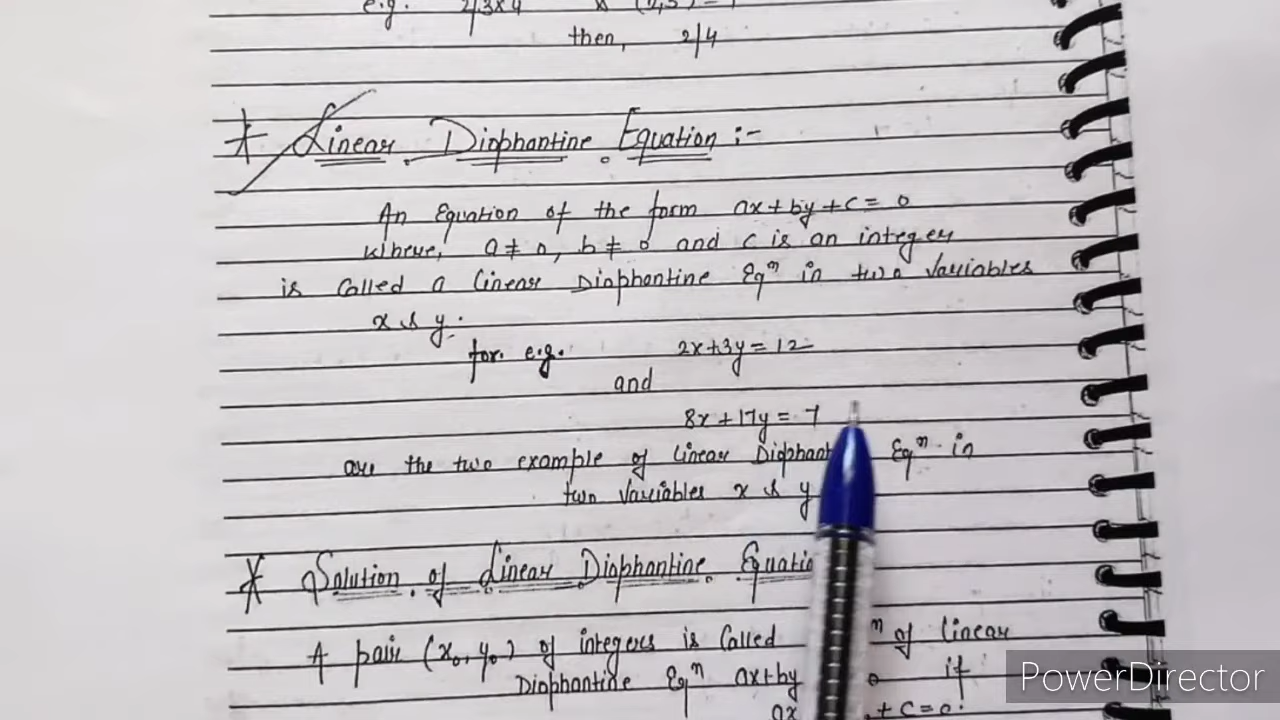 e.g. 2/3x4
then, 2/4
* Linear Diophantine Equation :-
An Equation of the form ax+by+c= 0
where, a≠0, b≠0 and c is an integer
is called a linear Diophantine Eqⁿ in two variables
x & y.
for. e.g. 2x+3y=12
and
8x+17y= 7
are the two example of linear Eqⁿ in
two variables x & y
* Solution of Linear Diophantine
A pair (x₀, y₀) of integers is called of linear
Diophantine Eqⁿ ax+by if
+ c=0
PowerDirector